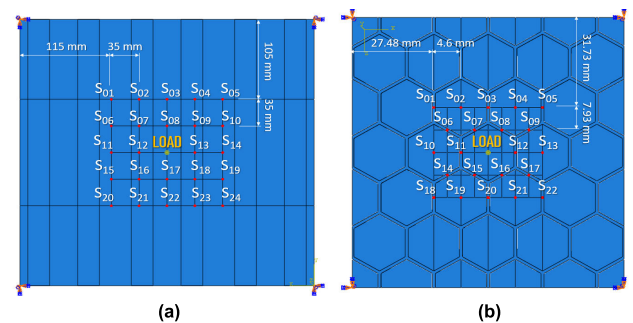 115 mm
35 mm
105 mm
35 mm
S01 S02 S03 S04 S05
S06 S07 S08 S09 S10
S11 S12 LOAD S13 S14
S15 S16 S17 S18 S19
S20 S21 S22 S23 S24
(a)
27.48 mm
4.6 mm
31.73 mm
7.93 mm
S01 S02 S03 S04 S05
S06 S07 S08 S09
S10 S11 LOAD S12 S13
S14 S15 S16 S17
S18 S19 S20 S21 S22
(b)